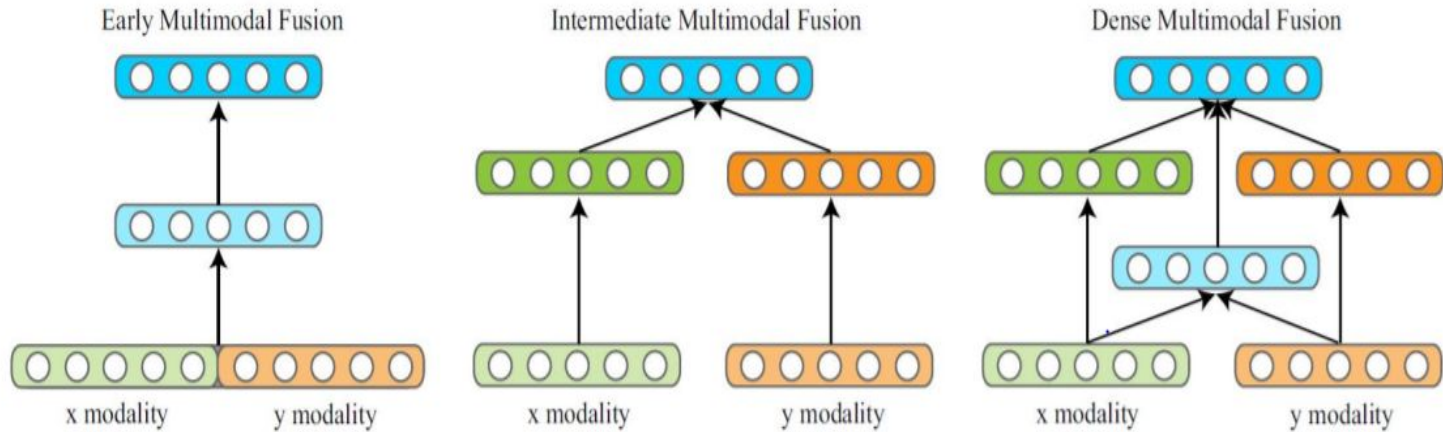 Early Multimodal Fusion
Intermediate Multimodal Fusion
Dense Multimodal Fusion
x modality
y modality
x modality
y modality
x modality
y modality